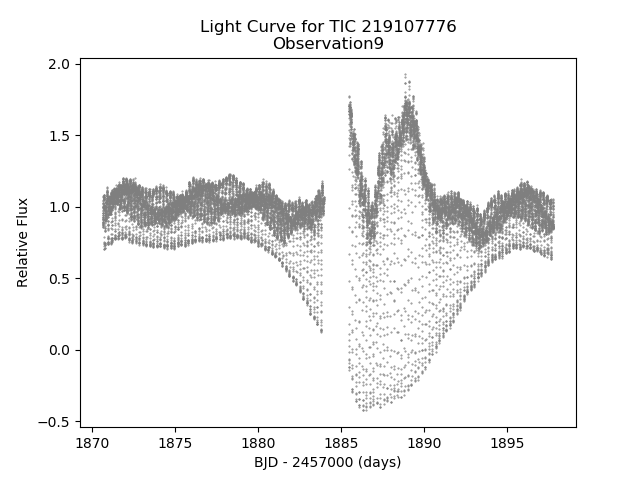 Light Curve for TIC 219107776
Observation9
2.0
1.5
1.0
0.5
0.0
−0.5
Relative Flux
1870 1875 1880 1885 1890 1895
BJD - 2457000 (days)